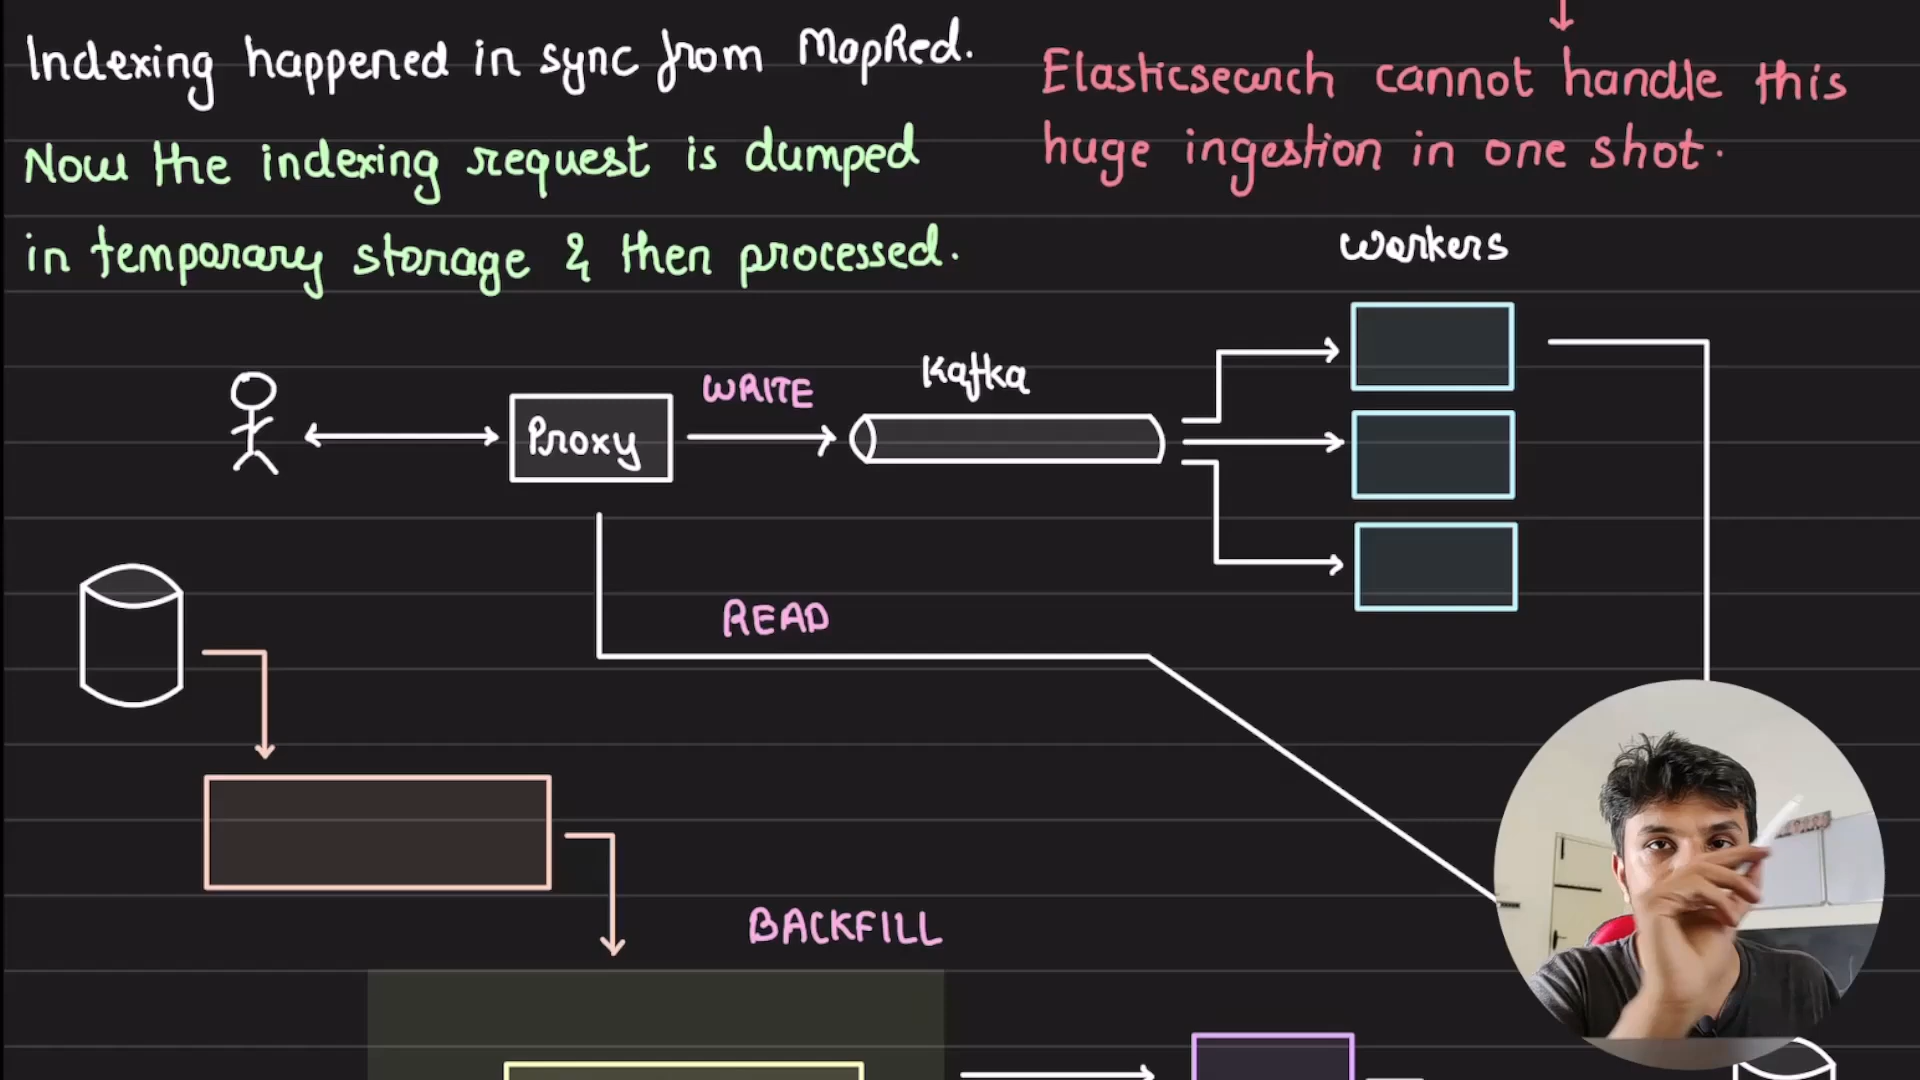 Indexing happened in sync from MapRed.
Now the indexing request is dumped
in temporary storage & then processed.
Elasticsearch cannot handle this
huge ingestion in one shot.
Workers
Kafka
WRITE
Proxy
READ
BACKFILL